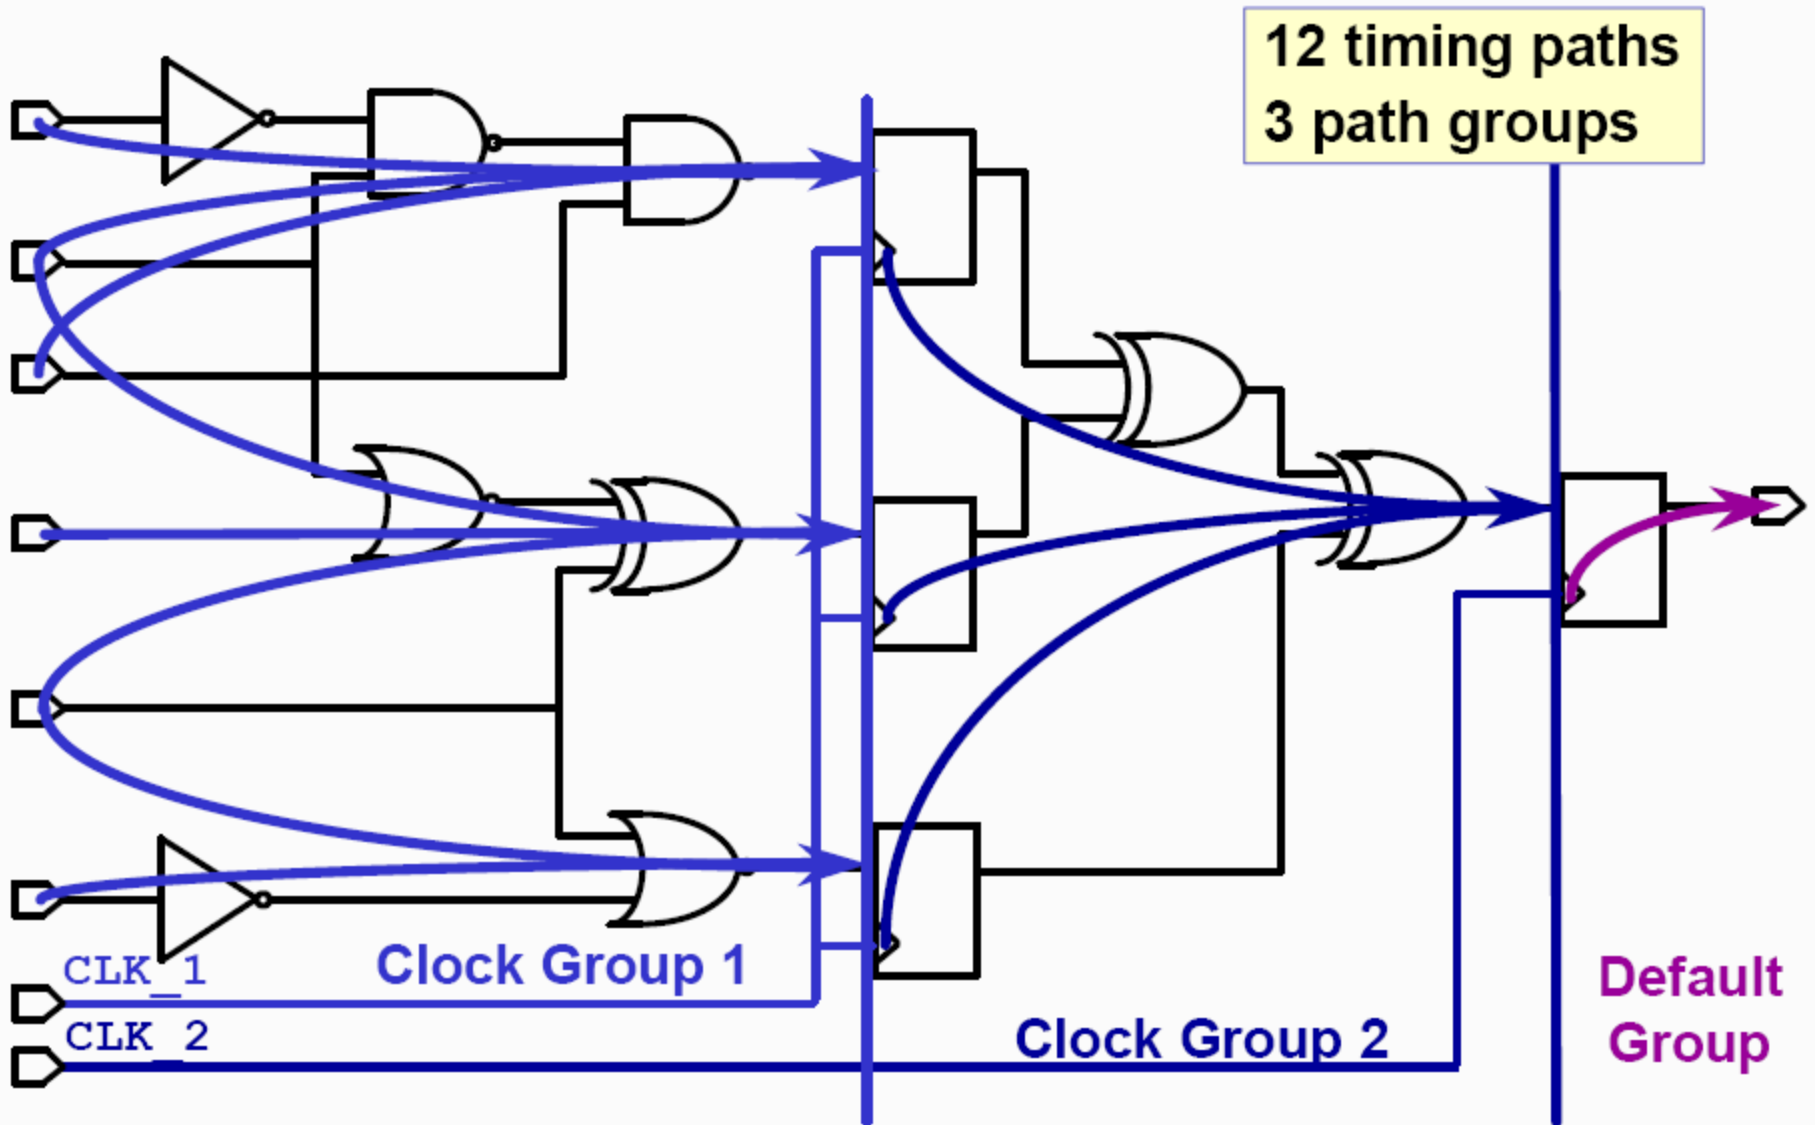 12 timing paths
3 path groups
CLK_1
Clock Group 1
CLK_2
Clock Group 2
Default
Group